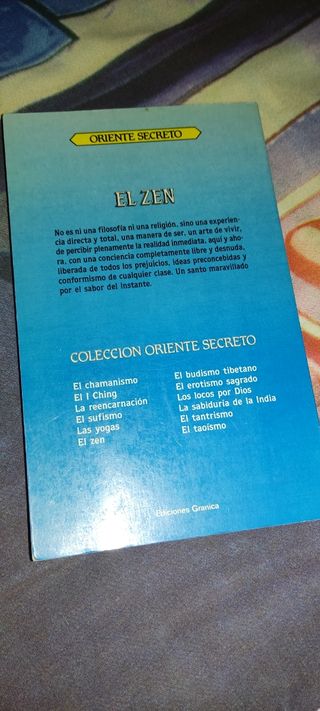 ORIENTE SECRETO
EL ZEN
No es ni una filosofía ni una religión, sino una experien-
cia directa y total, una manera de ser, un arte de vivir,
de percibir plenamente la realidad inmediata, aquí y aho-
ra, con una conciencia completamente libre y desnuda,
liberada de todos los prejuicios, ideas preconcebidas y
conformismo de cualquier clase. Un santo maravillado
por el sabor del instante.
COLECCION ORIENTE SECRETO
El chamanismo
El I Ching
La reencarnación
El sufismo
Las yogas
El zen
El budismo tibetano
El erotismo sagrado
Los locos por Dios
La sabiduría de la India
El tantrismo
El taoísmo
Ediciones Granica